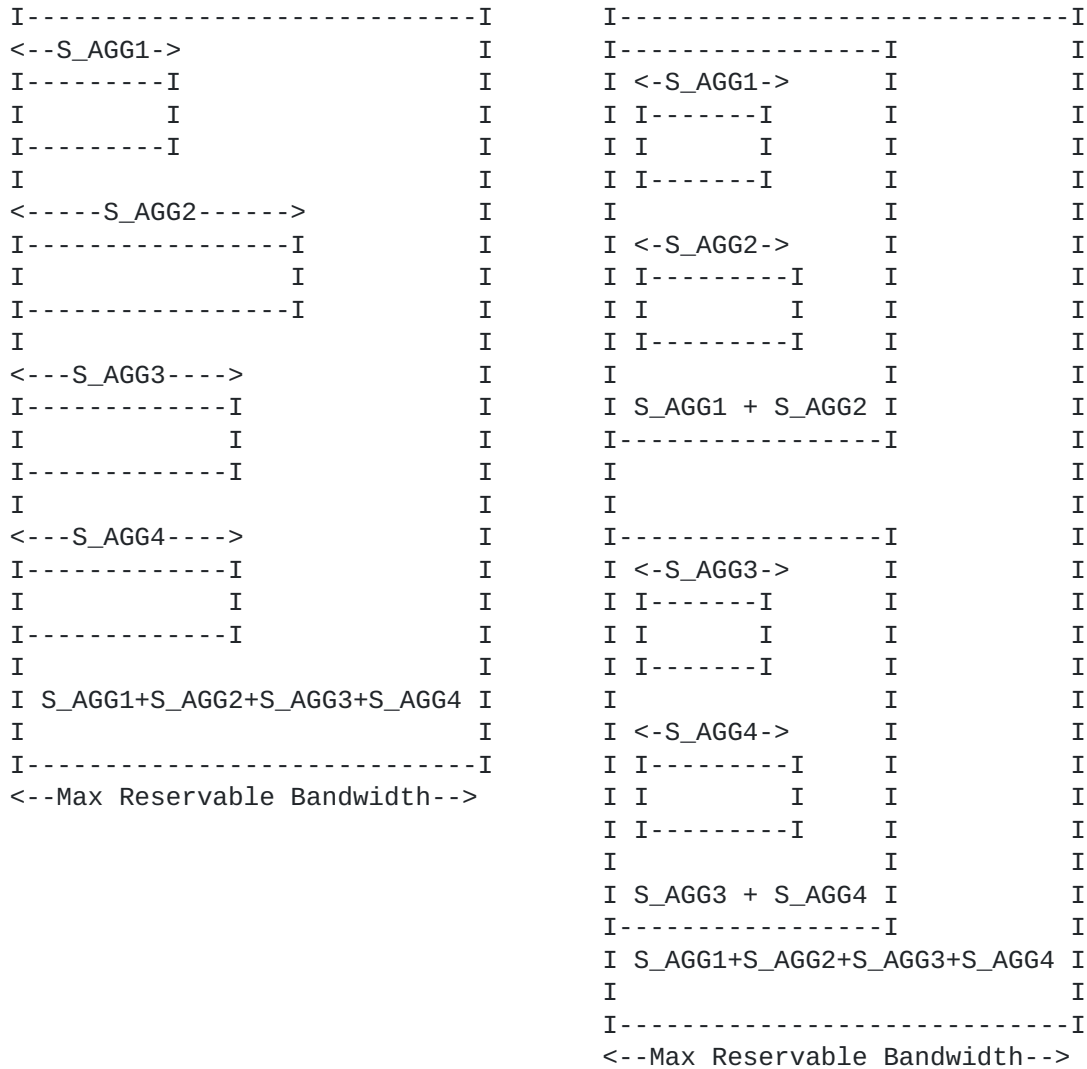 <--S_AGG1->
<-----S_AGG2------>
<---S_AGG3---->
<---S_AGG4---->
S_AGG1+S_AGG2+S_AGG3+S_AGG4
<--Max Reservable Bandwidth-->
<-S_AGG1->
<-S_AGG2->
S_AGG1 + S_AGG2
<-S_AGG3->
<-S_AGG4->
S_AGG3 + S_AGG4
S_AGG1+S_AGG2+S_AGG3+S_AGG4
<--Max Reservable Bandwidth-->